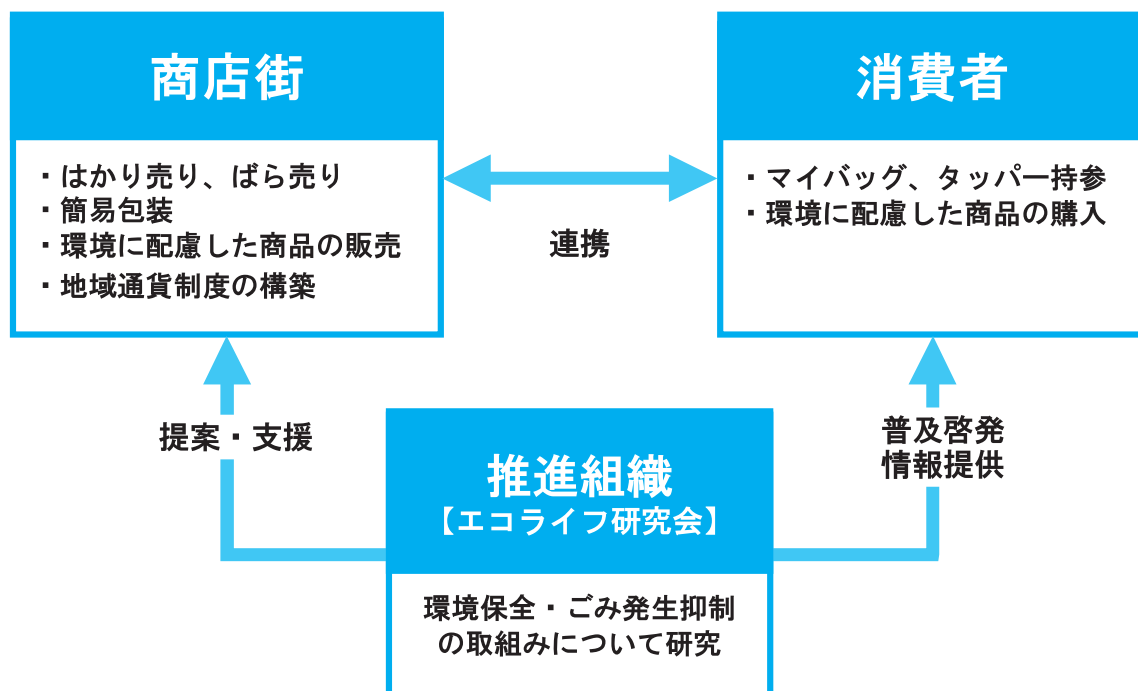 商店街
・はかり売り、ばら売り
・簡易包装
・環境に配慮した商品の販売
・地域通貨制度の構築
連携
消費者
・マイバッグ、タッパー持参
・環境に配慮した商品の購入
提案・支援
普及啓発
情報提供
推進組織
【エコライフ研究会】
環境保全・ごみ発生抑制
の取組みについて研究